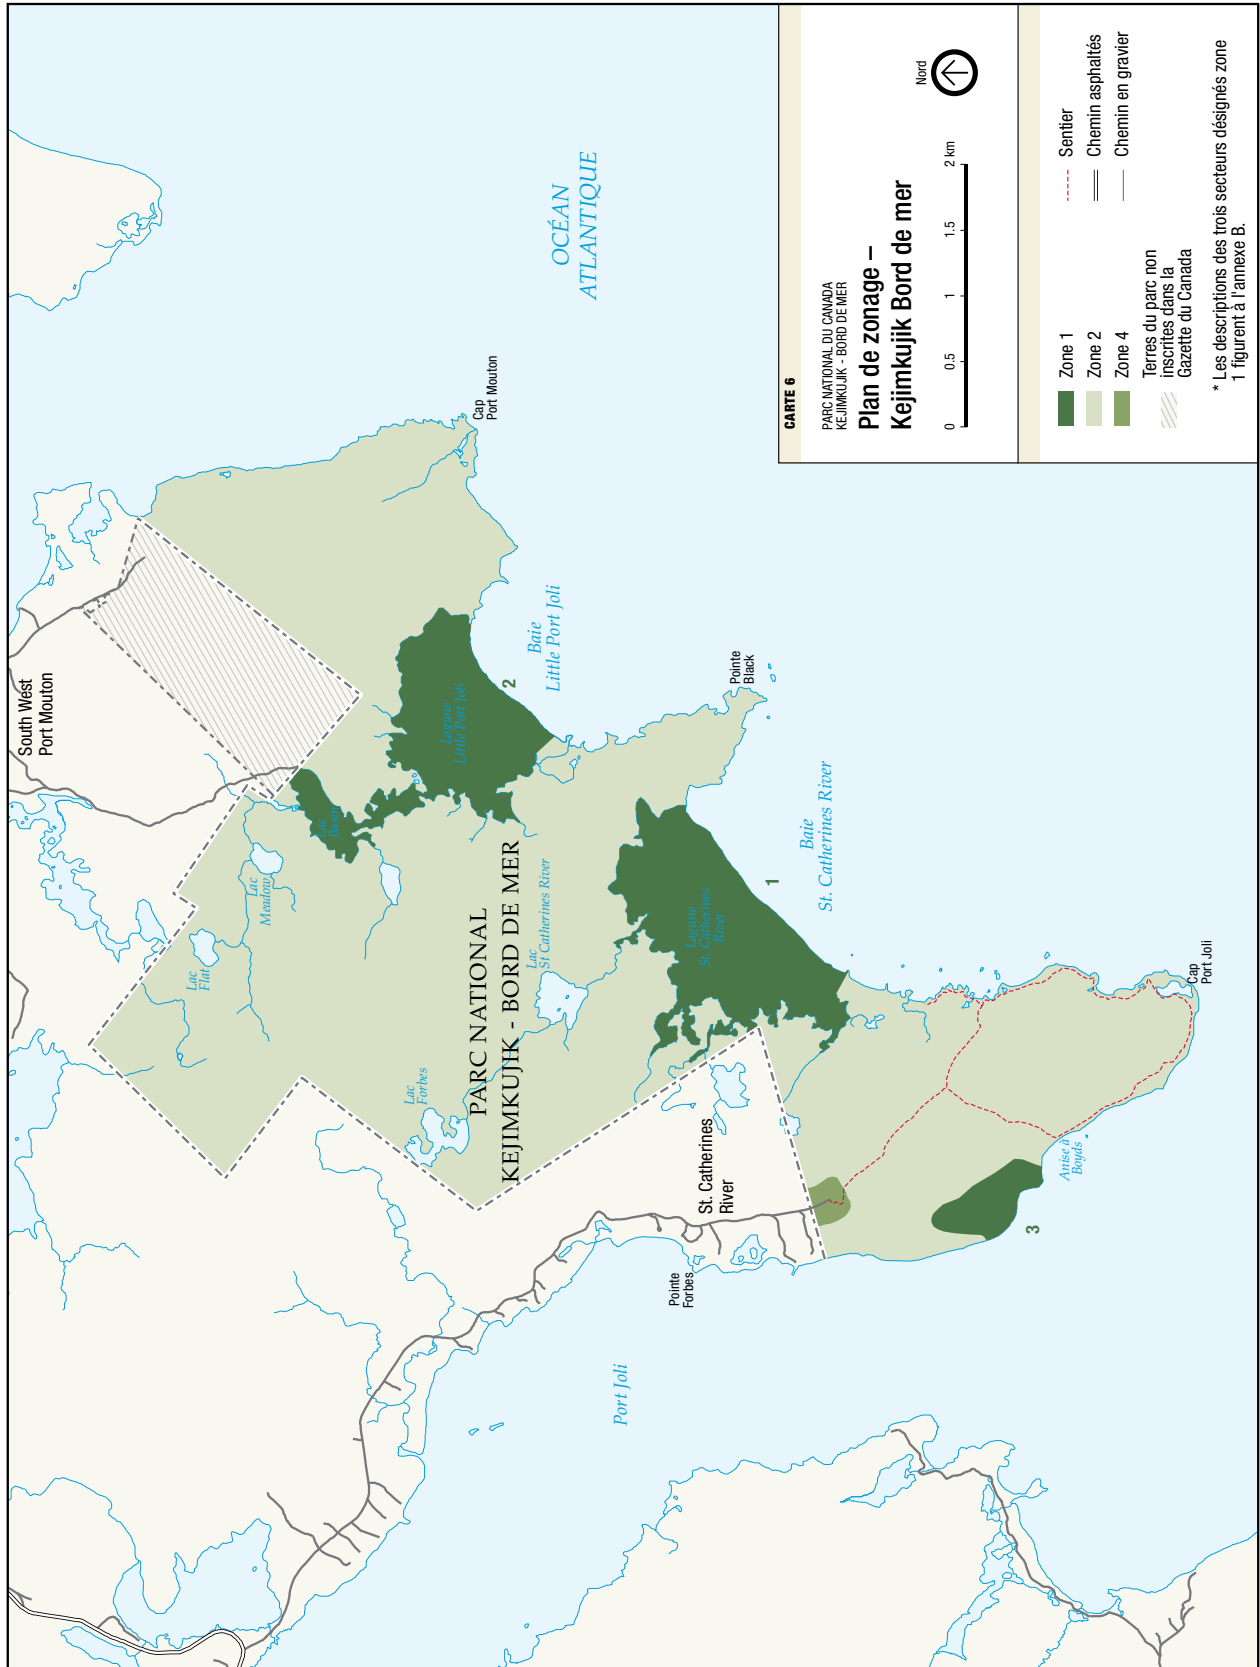 South West
Port Mouton
OCÉAN
ATLANTIQUE
Cap
Port Mouton
Baie
Little Port Joli
2
Lagune
Little Port Joli
Lac
Basin
Lac
Meadow
Lac
Flat
Pointe
Black
Lac
St Catherines River
PARC NATIONAL
KEJIMKUJIK - BORD DE MER
Baie
St. Catherines River
1
Lagune
St. Catherines
River
Lac
Forbes
St. Catherines
River
Pointe
Forbes
Port Joli
Cap
Port Joli
Anise à
Boyds
3
CARTE 6
PARC NATIONAL DU CANADA
KEJIMKUJIK - BORD DE MER
Plan de zonage –
Kejimkujik Bord de mer
Nord
0 0.5 1 1.5 2 km
Zone 1
Zone 2
Zone 4
Terres du parc non
inscrites dans la
Gazette du Canada
Sentier
Chemin asphaltés
Chemin en gravier
* Les descriptions des trois secteurs désignés zone
1 figurent à l'annexe B.